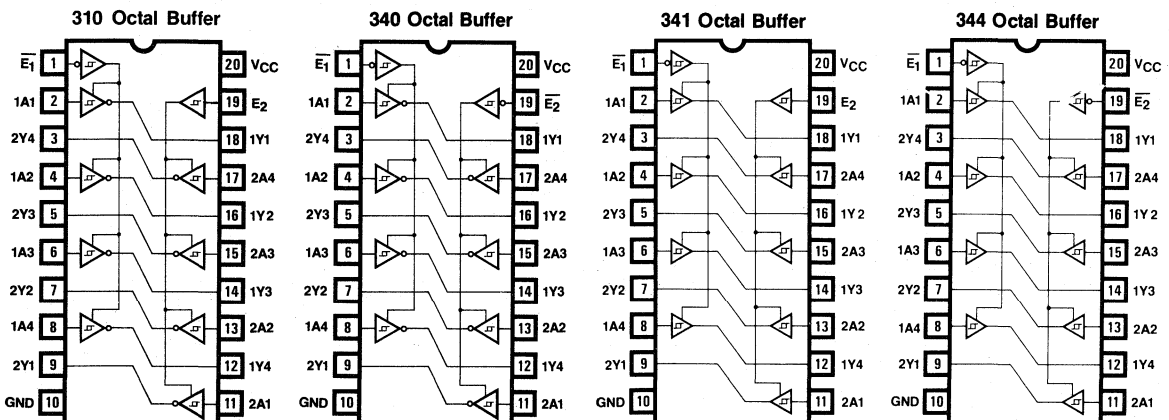 310 Octal Buffer
E̅1̅ 1 20 VCC
1A1 2 19 E2
2Y4 3 18 1Y1
1A2 4 17 2A4
2Y3 5 16 1Y2
1A3 6 15 2A3
2Y2 7 14 1Y3
1A4 8 13 2A2
2Y1 9 12 1Y4
GND 10 11 2A1
340 Octal Buffer
E̅1̅ 1 20 VCC
1A1 2 19 E̅2̅
2Y4 3 18 1Y1
1A2 4 17 2A4
2Y3 5 16 1Y2
1A3 6 15 2A3
2Y2 7 14 1Y3
1A4 8 13 2A2
2Y1 9 12 1Y4
GND 10 11 2A1
341 Octal Buffer
E̅1̅ 1 20 VCC
1A1 2 19 E2
2Y4 3 18 1Y1
1A2 4 17 2A4
2Y3 5 16 1Y2
1A3 6 15 2A3
2Y2 7 14 1Y3
1A4 8 13 2A2
2Y1 9 12 1Y4
GND 10 11 2A1
344 Octal Buffer
E̅1̅ 1 20 VCC
1A1 2 19 E̅2̅
2Y4 3 18 1Y1
1A2 4 17 2A4
2Y3 5 16 1Y2
1A3 6 15 2A3
2Y2 7 14 1Y3
1A4 8 13 2A2
2Y1 9 12 1Y4
GND 10 11 2A1